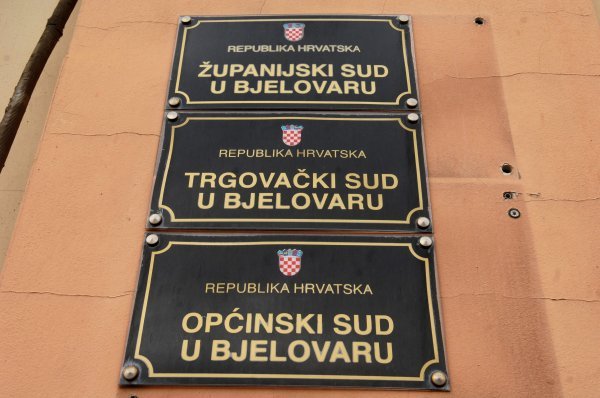 REPUBLIKA HRVATSKA
ŽUPANIJSKI SUD
U BJELOVARU
REPUBLIKA HRVATSKA
TRGOVAČKI SUD
U BJELOVARU
REPUBLIKA HRVATSKA
OPĆINSKI SUD
U BJELOVARU